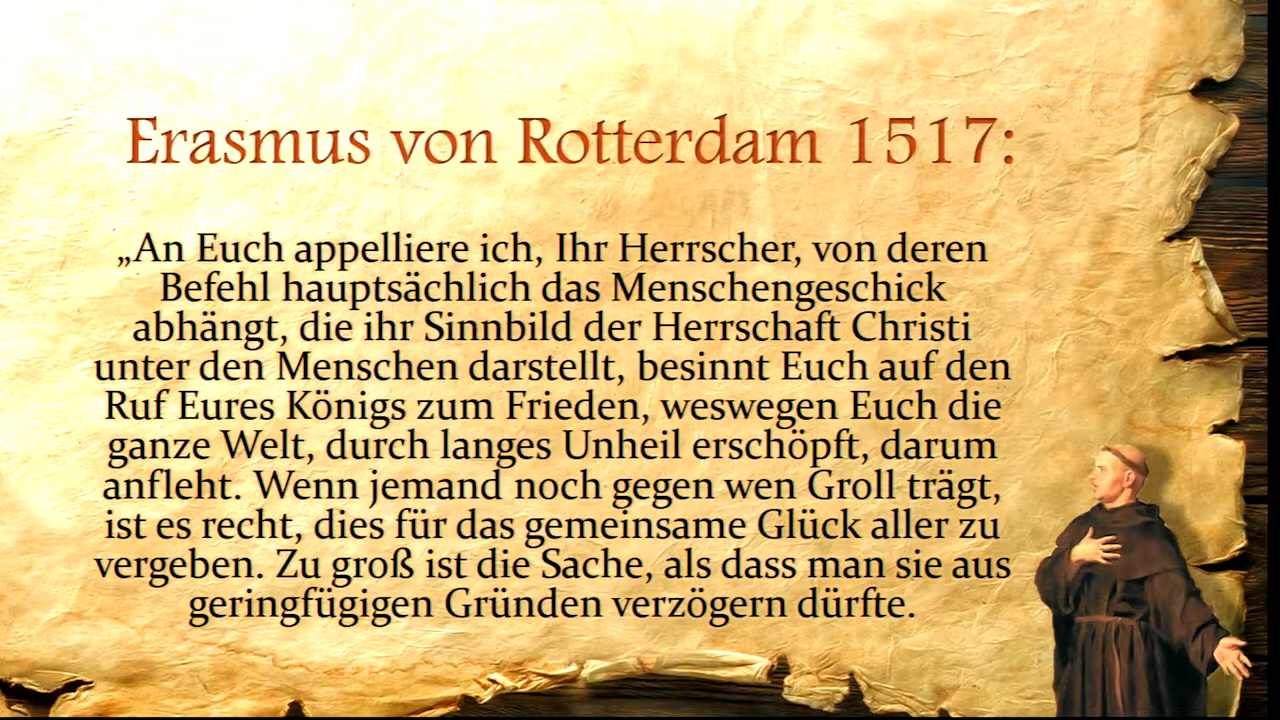 Erasmus von Rotterdam 1517:
„An Euch appelliere ich, Ihr Herrscher, von deren
Befehl hauptsächlich das Menschengeschick
abhängt, die ihr Sinnbild der Herrschaft Christi
unter den Menschen darstellt, besinnt Euch auf den
Ruf Eures Königs zum Frieden, weswegen Euch die
ganze Welt, durch langes Unheil erschöpft, darum
anfleht. Wenn jemand noch gegen wen Groll trägt,
ist es recht, dies für das gemeinsame Glück aller zu
vergeben. Zu groß ist die Sache, als dass man sie aus
geringfügigen Gründen verzögern dürfte.